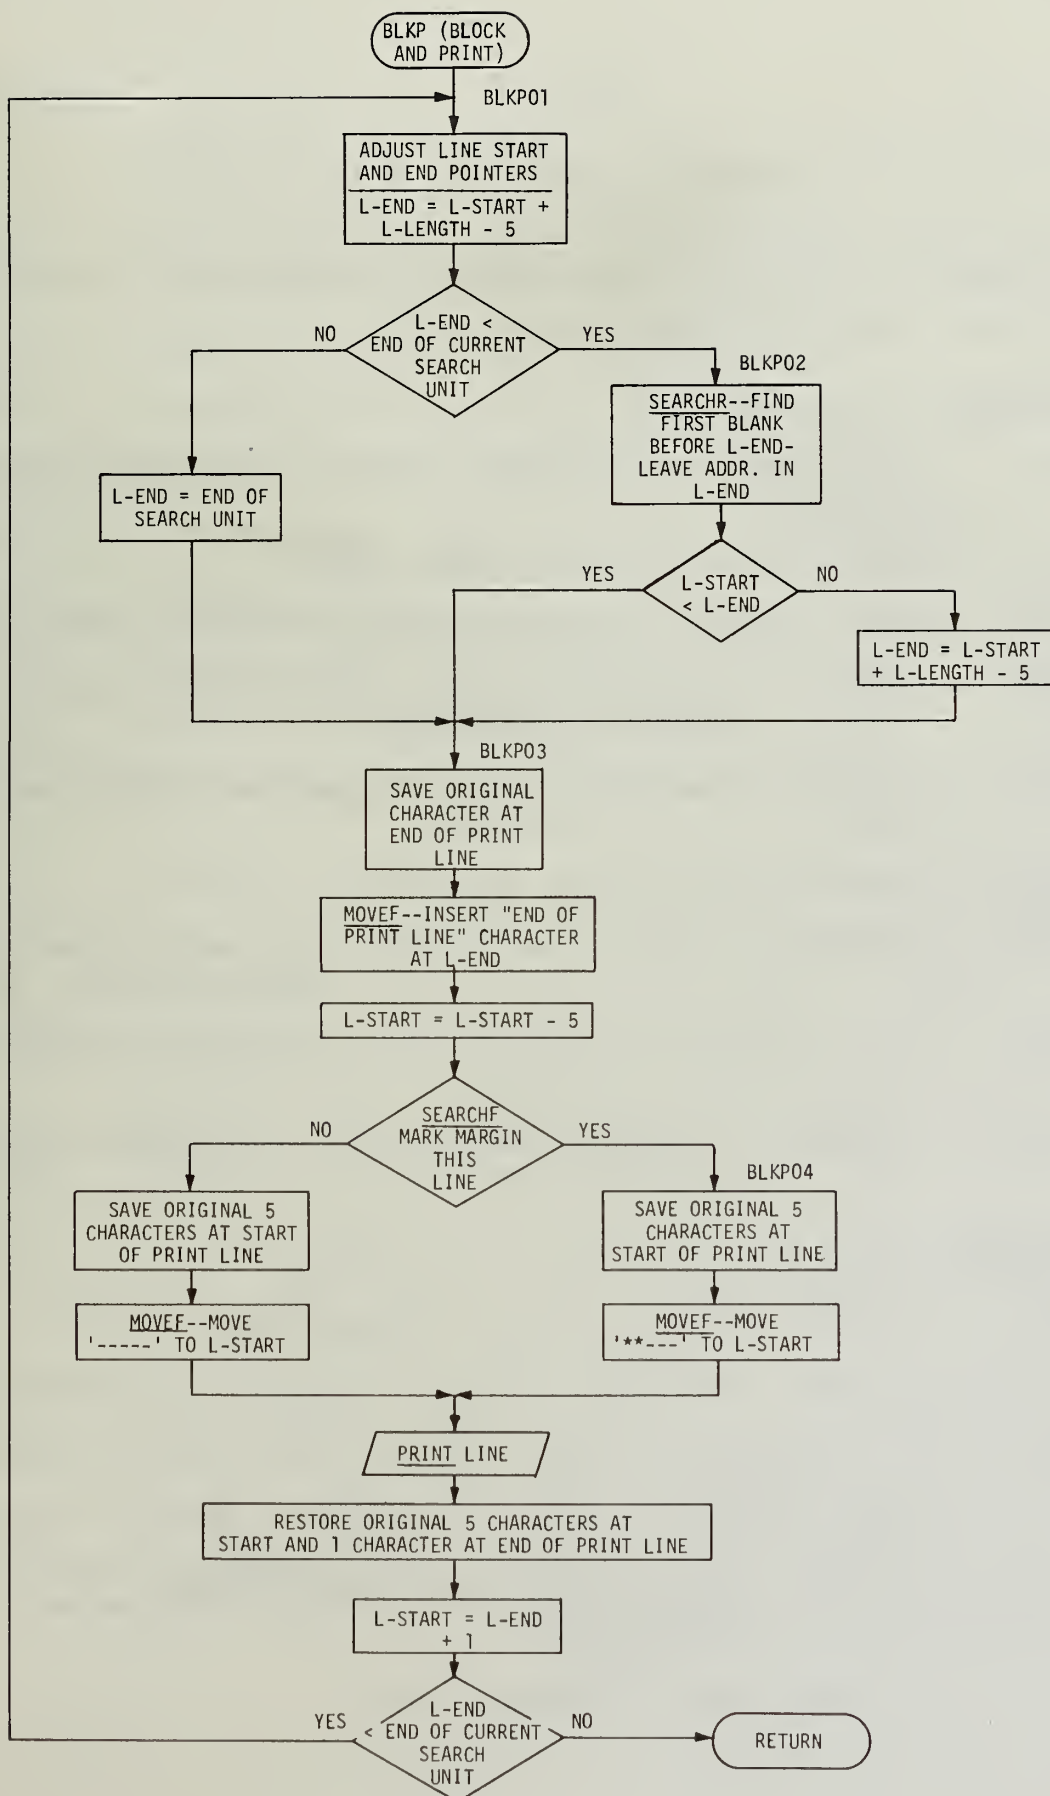 BLKP (BLOCK
AND PRINT)
BLKP01
ADJUST LINE START
AND END POINTERS
L-END = L-START +
L-LENGTH - 5
L-END <
END OF CURRENT
SEARCH
UNIT
NO
YES
BLKP02
SEARCHR--FIND
FIRST BLANK
BEFORE L-END-
LEAVE ADDR. IN
L-END
L-END = END OF
SEARCH UNIT
L-START
< L-END
YES
NO
L-END = L-START
+ L-LENGTH - 5
BLKP03
SAVE ORIGINAL
CHARACTER AT
END OF PRINT
LINE
MOVEF--INSERT "END OF
PRINT LINE" CHARACTER
AT L-END
L-START = L-START - 5
SEARCHF
MARK MARGIN
THIS
LINE
NO
YES
BLKP04
SAVE ORIGINAL 5
CHARACTERS AT START
OF PRINT LINE
SAVE ORIGINAL 5
CHARACTERS AT
START OF PRINT LINE
MOVEF--MOVE
'-----' TO L-START
MOVEF--MOVE
'**---' TO L-START
PRINT LINE
RESTORE ORIGINAL 5 CHARACTERS AT
START AND 1 CHARACTER AT END OF PRINT LINE
L-START = L-END
+ 1
L-END
< END OF CURRENT
SEARCH
UNIT
YES
NO
RETURN